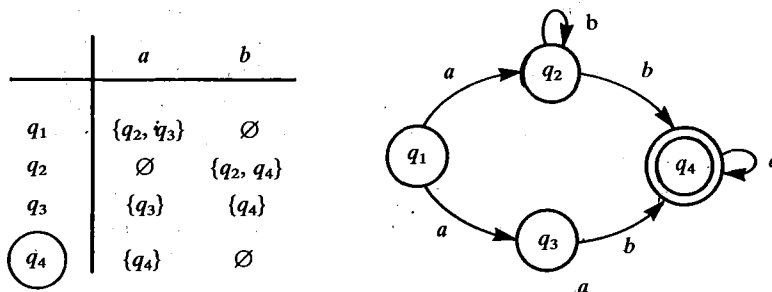 a b
q₁ {q₂, q₃} ∅
q₂ ∅ {q₂, q₄}
q₃ {q₃} {q₄}
q₄ {q₄} ∅
b
a q₂ b
q₁ q₄
a q₃ b
a